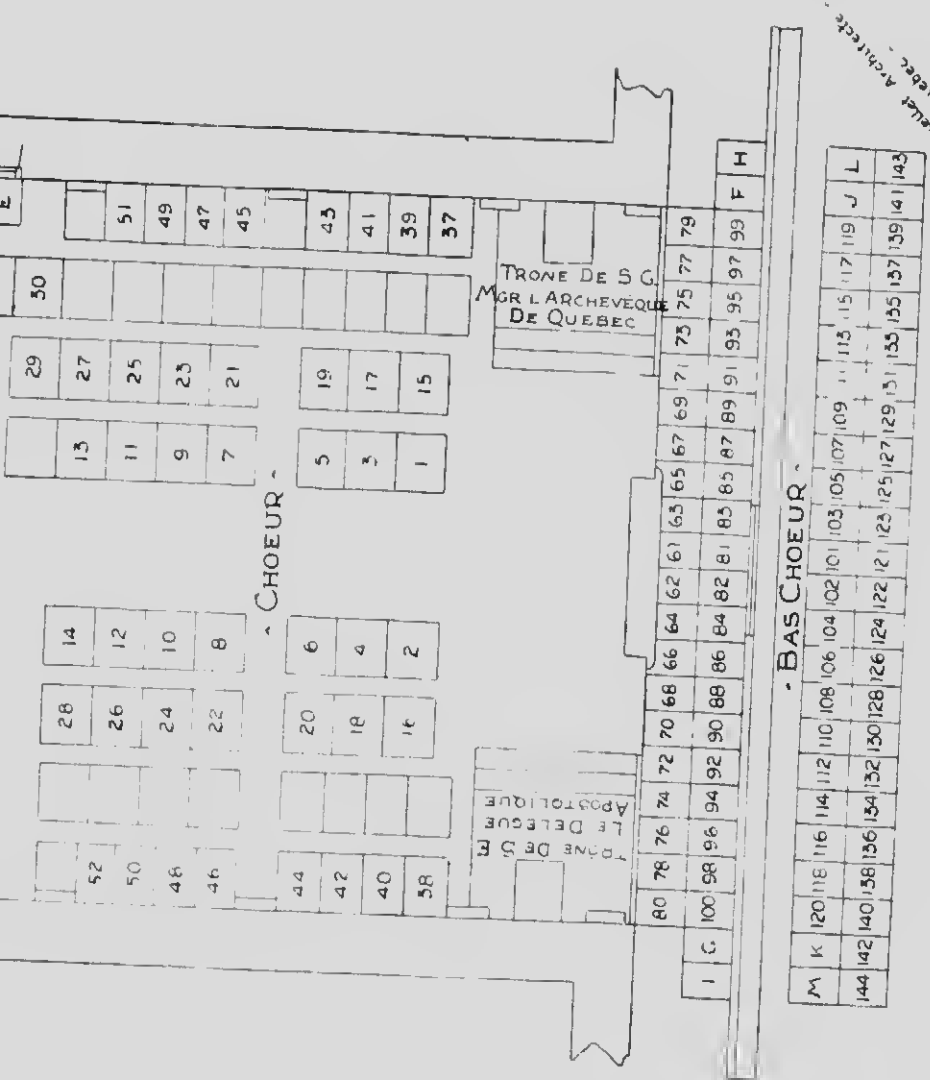 ellet Architecte -
uebec -
E
51 49 47 45 43 41 39 37
30
29 27 25 23 21 19 17 15
13 11 9 7 5 3 1
- CHOEUR -
14 12 10 8 6 4 2
28 26 24 22 20 18 16
52 50 48 46 44 42 40 38
TRONE DE S G
MGR L ARCHEVÊQUE
DE QUEBEC
TRÔNE DE S E
LE DELEGUE
APOSTOLIQUE
80 78 76 74 72 70 68 66 64 62 61 63 65 67 69 71 73 75 77 79
I G 100 98 96 94 92 90 88 86 84 82 81 83 85 87 89 91 93 95 97 99 F H
- BAS CHOEUR -
M K 120 118 116 114 112 110 108 106 104 102 101 103 105 107 109 113 115 117 119 J L
144 142 140 138 136 134 132 130 128 126 124 122 121 123 125 127 129 131 133 135 137 139 141 143